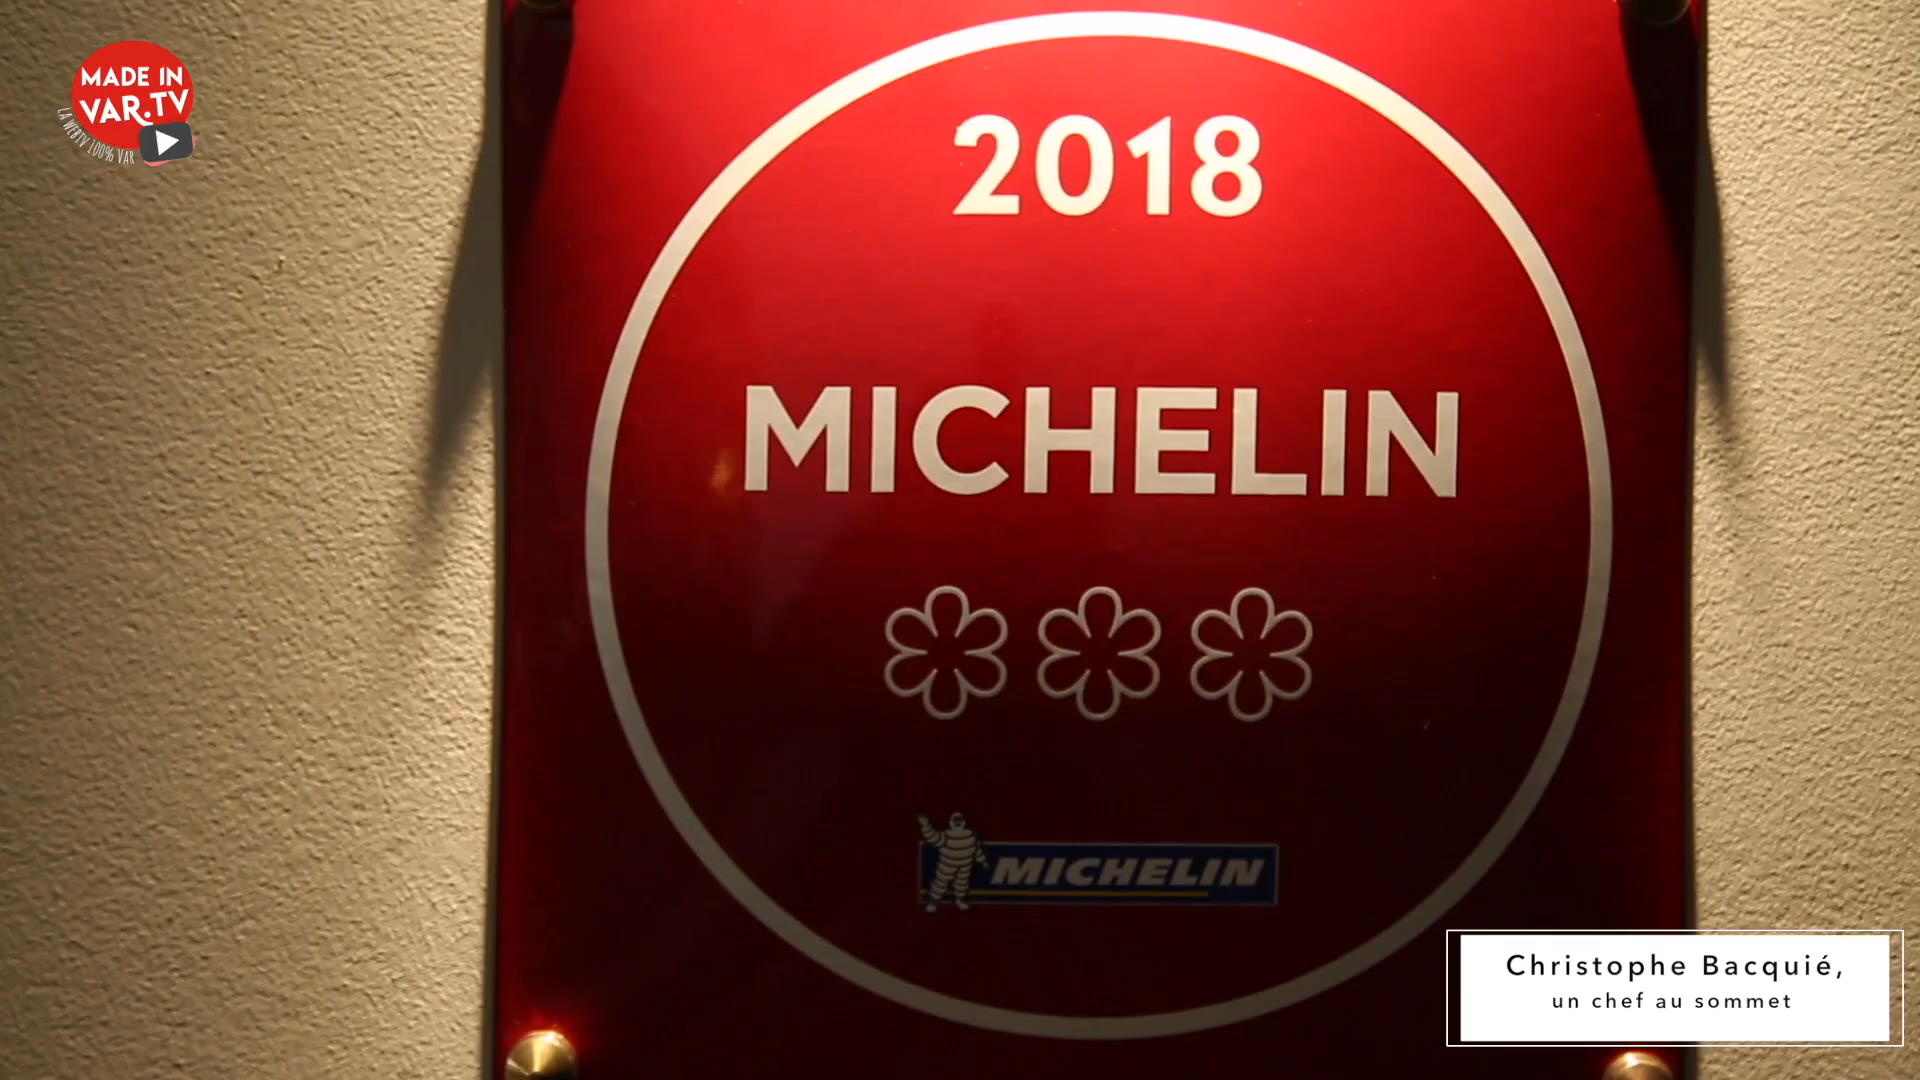 MADE IN
VAR.TV
LA WEBTV 100% VAR
2018
MICHELIN
MICHELIN
Christophe Bacquié,
un chef au sommet